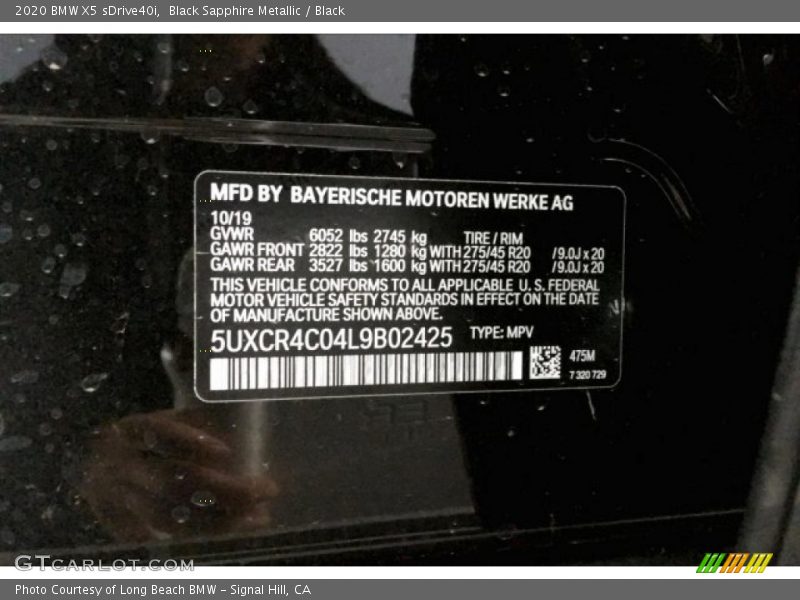 2020 BMW X5 sDrive40i,  Black Sapphire Metallic / Black
MFD BY BAYERISCHE MOTOREN WERKE AG
10/19
GVWR 6052 lbs 2745 kg TIRE / RIM
GAWR FRONT 2822 lbs 1280 kg WITH 275/45 R20 /9.0J x 20
GAWR REAR 3527 lbs 1600 kg WITH 275/45 R20 /9.0J x 20
THIS VEHICLE CONFORMS TO ALL APPLICABLE U. S. FEDERAL
MOTOR VEHICLE SAFETY STANDARDS IN EFFECT ON THE DATE
OF MANUFACTURE SHOWN ABOVE.
5UXCR4C04L9B02425 TYPE: MPV
475M
7 320 729
GTCARLOT.COM
Photo Courtesy of Long Beach BMW - Signal Hill, CA